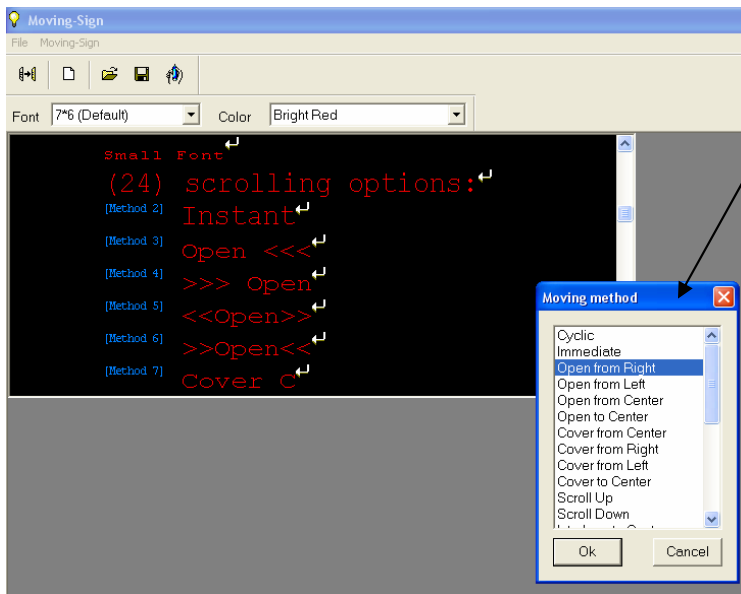 Moving-Sign
File Moving-Sign
Font 7*6 (Default) Color Bright Red
Small Font
(24) scrolling options:
[Method 2] Instant
[Method 3] Open <<<
[Method 4] >>> Open
[Method 5] <<Open>>
[Method 6] >>Open<<
[Method 7] Cover C
Moving method
Cyclic
Immediate
Open from Right
Open from Left
Open from Center
Open to Center
Cover from Center
Cover from Right
Cover from Left
Cover to Center
Scroll Up
Scroll Down
Ok Cancel